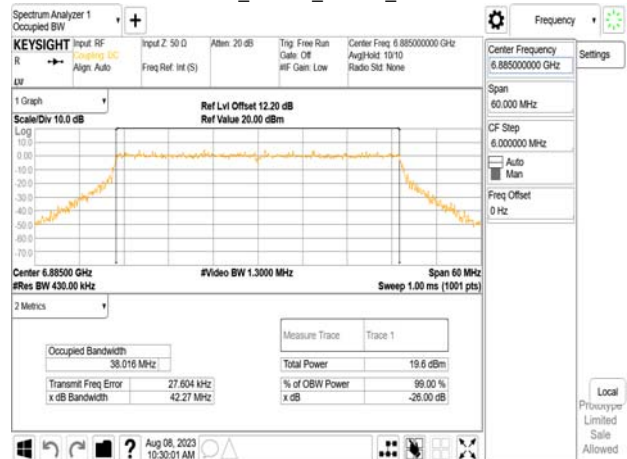 Spectrum Analyzer 1
Occupied BW
Frequency
KEYSIGHT
Input: RF
Coupling: DC
Align: Auto
Input Z: 50 Ω
Freq Ref: Int (S)
Atten: 20 dB
Trig: Free Run
Gate: Off
#IF Gain: Low
Center Freq: 6.885000000 GHz
Avg|Hold: 10/10
Radio Std: None
R
LVI
Center Frequency
6.885000000 GHz
Settings
Span
60.000 MHz
CF Step
6.000000 MHz
Auto
Man
Freq Offset
0 Hz
1 Graph
Scale/Div 10.0 dB
Ref Lvl Offset 12.20 dB
Ref Value 20.00 dBm
Log
10.0
0.00
-10.0
-20.0
-30.0
-40.0
-50.0
-60.0
-70.0
Center 6.88500 GHz
#Res BW 430.00 kHz
#Video BW 1.3000 MHz
Span 60 MHz
Sweep 1.00 ms (1001 pts)
2 Metrics
Measure Trace
Trace 1
Occupied Bandwidth
38.016 MHz
Total Power
19.6 dBm
Transmit Freq Error
27.604 kHz
% of OBW Power
99.00 %
x dB Bandwidth
42.27 MHz
x dB
-26.00 dB
Local
Prototype
Limited
Sale
Allowed
?
Aug 08, 2023
10:30:01 AM